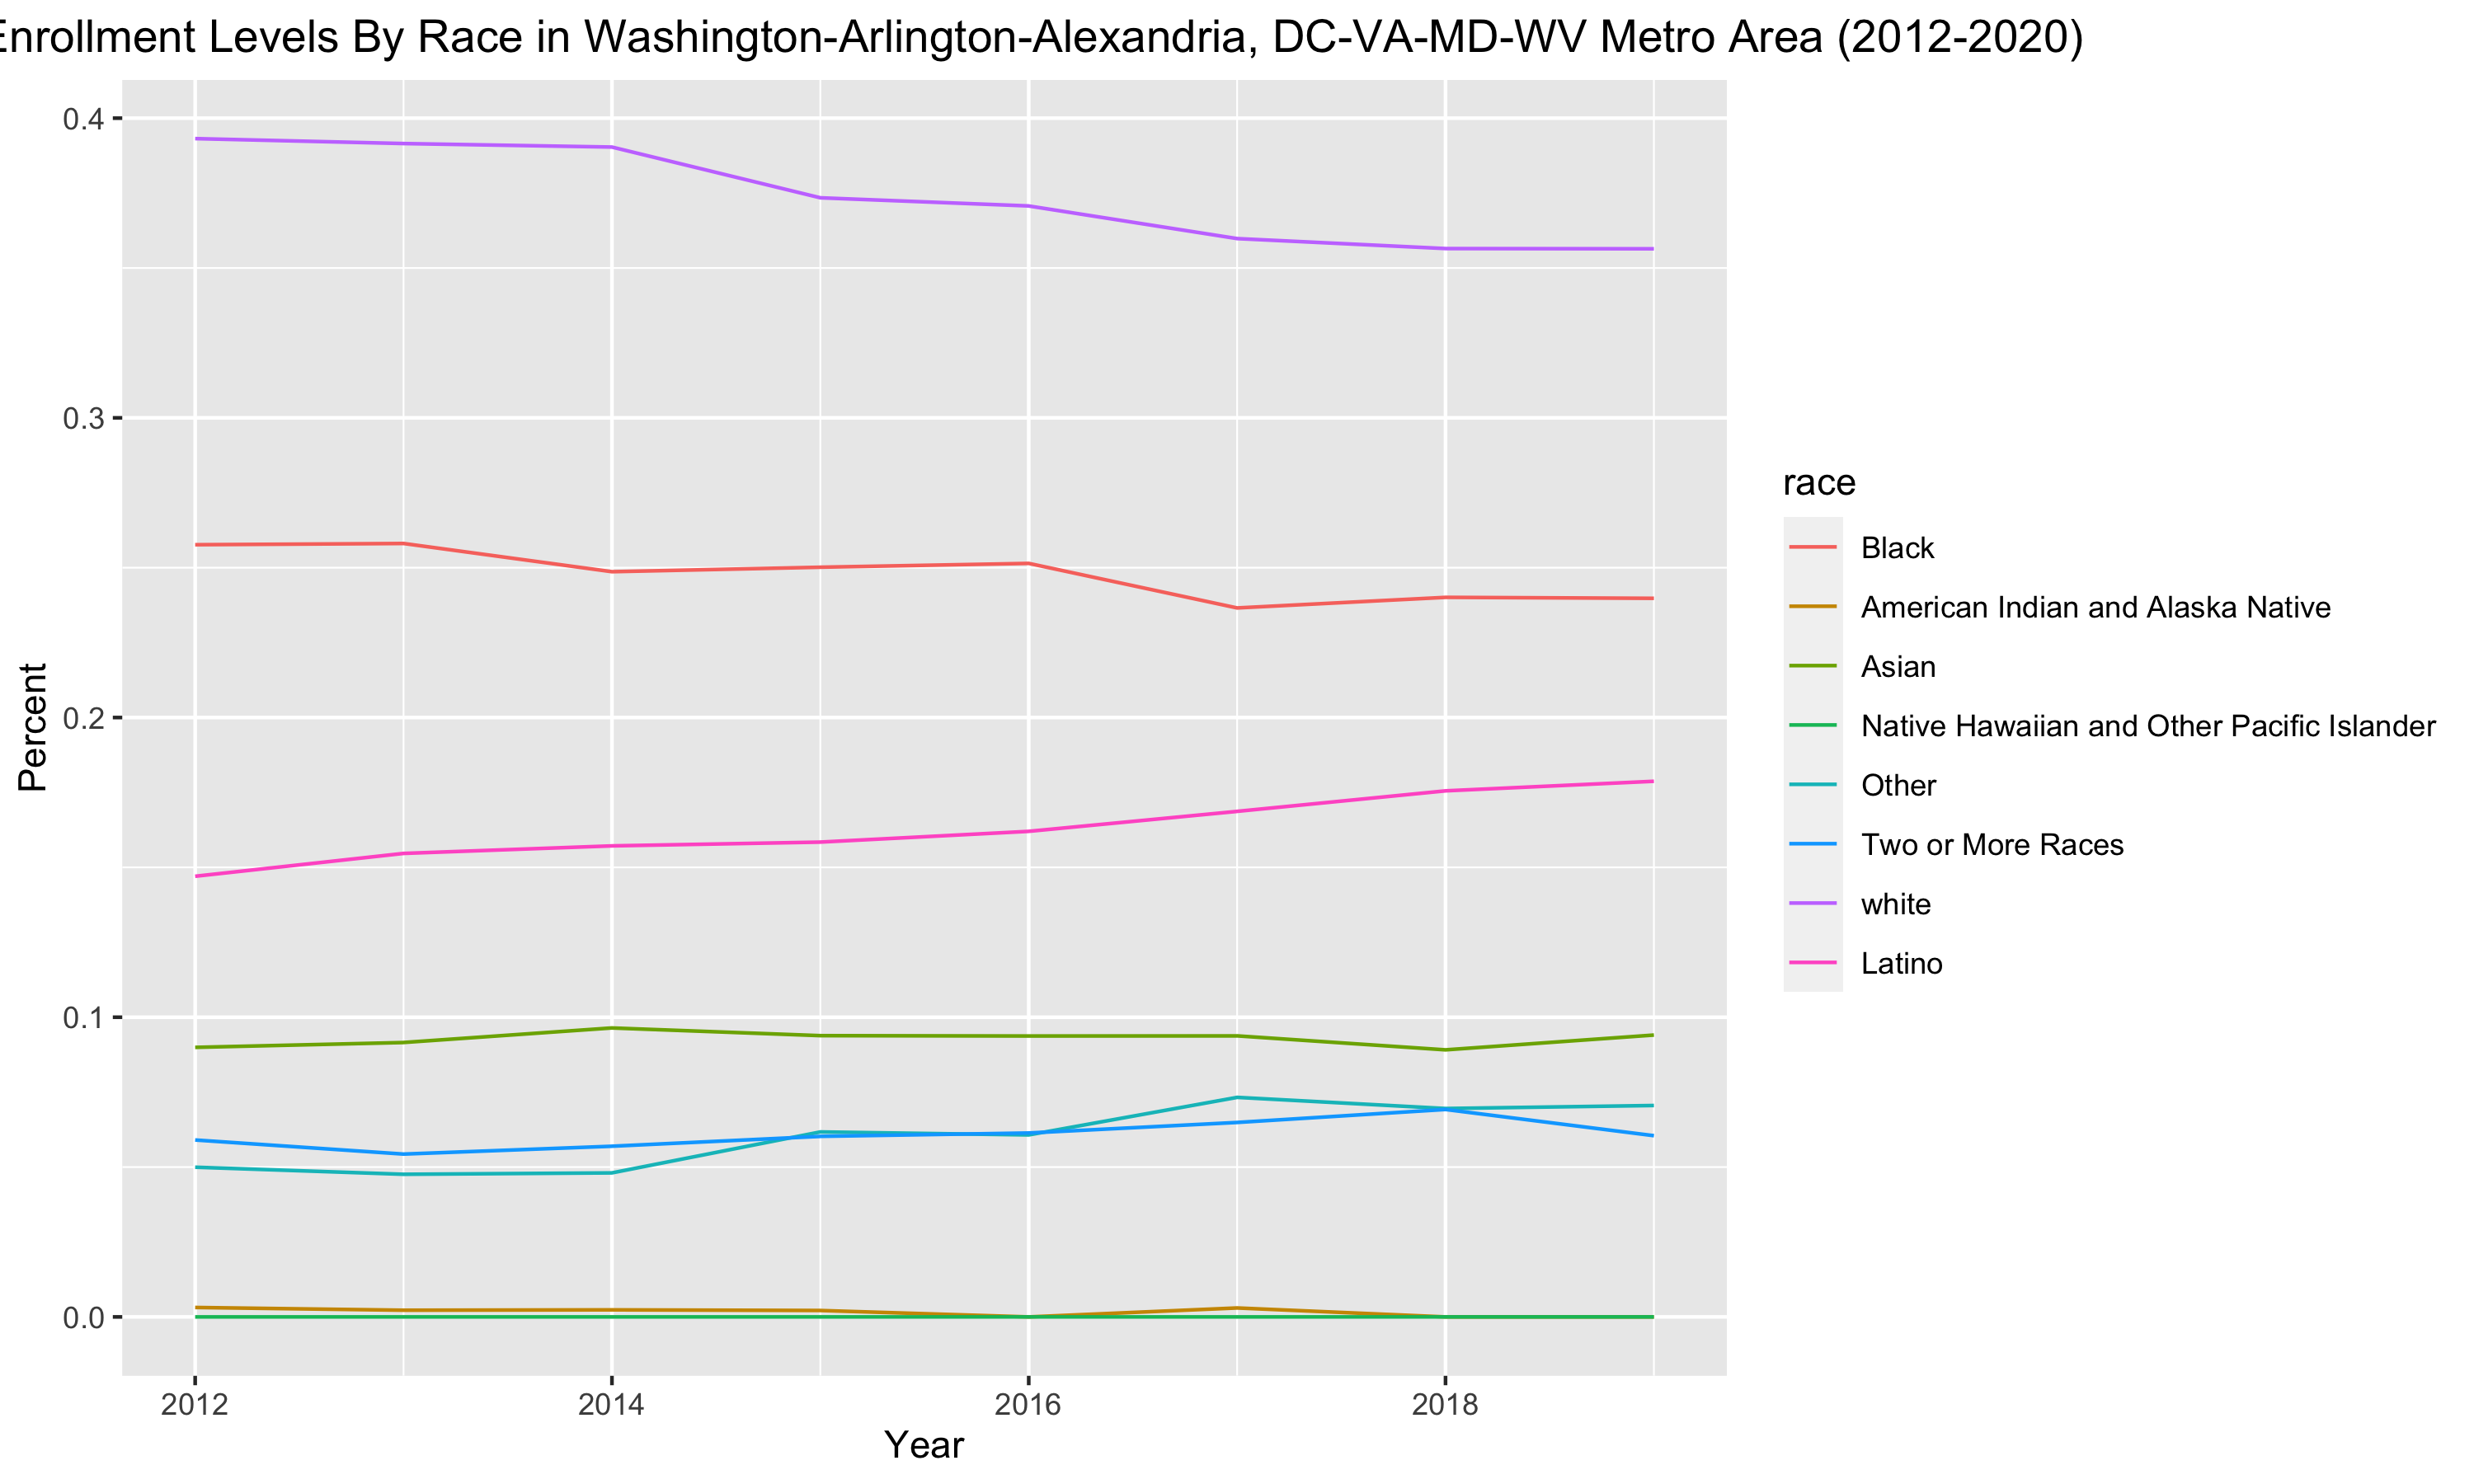 Enrollment Levels By Race in Washington-Arlington-Alexandria, DC-VA-MD-WV Metro Area (2012-2020)
0.4
0.3
0.2
0.1
0.0
Percent
2012
2014
2016
2018
Year
race
Black
American Indian and Alaska Native
Asian
Native Hawaiian and Other Pacific Islander
Other
Two or More Races
white
Latino